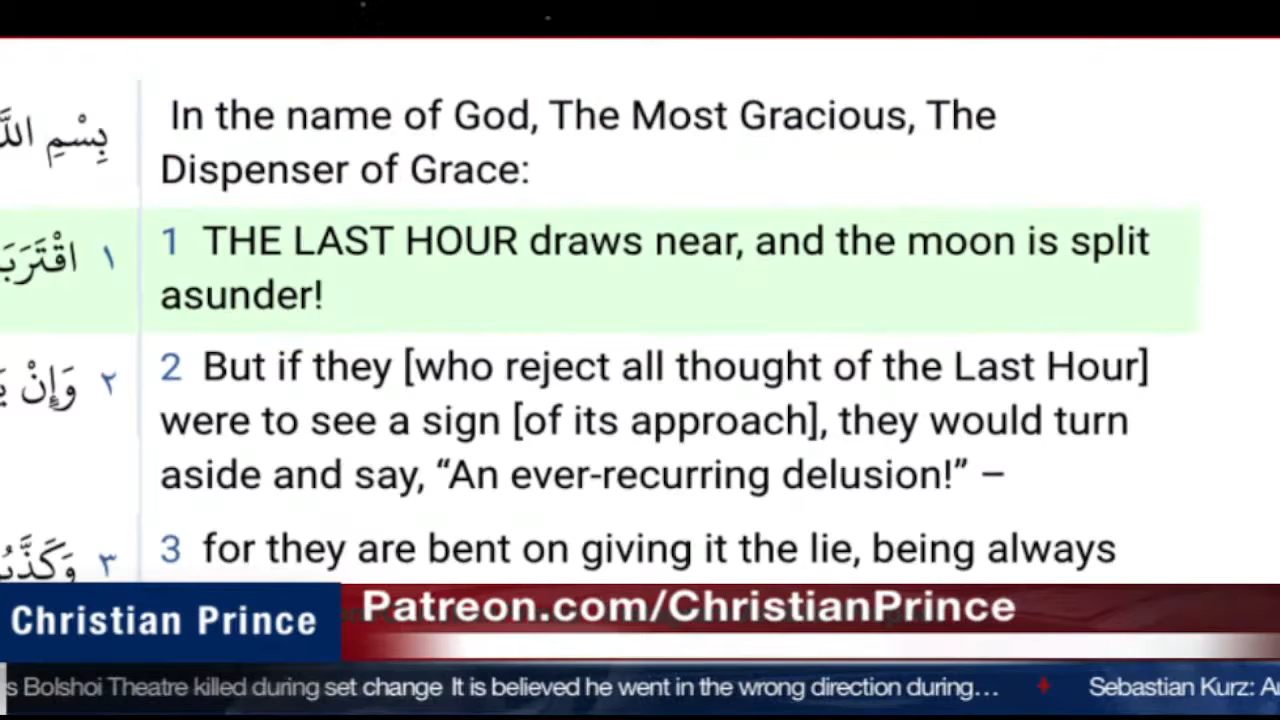 بِسْمِ
In the name of God, The Most Gracious, The
Dispenser of Grace:
١
1 THE LAST HOUR draws near, and the moon is split
asunder!
٢ وَإِنْ
2 But if they [who reject all thought of the Last Hour]
were to see a sign [of its approach], they would turn
aside and say, “An ever-recurring delusion!” –
٣
3 for they are bent on giving it the lie, being always
Christian Prince
Patreon.com/ChristianPrince
s Bolshoi Theatre killed during set change It is believed he went in the wrong direction during… Sebastian Kurz: